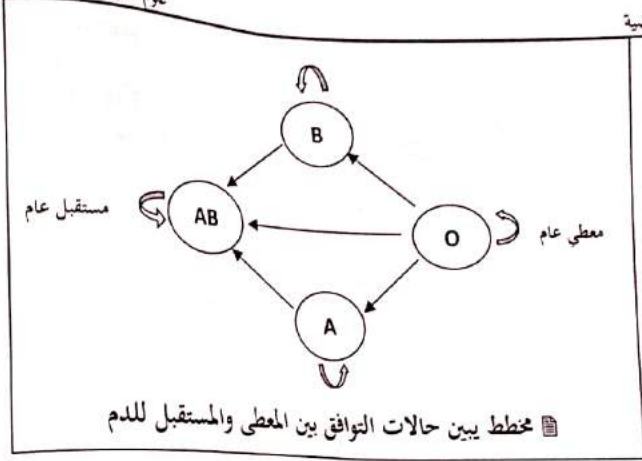 B
مستقبل عام
AB
O
معطي عام
A
مخطط يبين حالات التوافق بين المعطى والمستقبل للدم